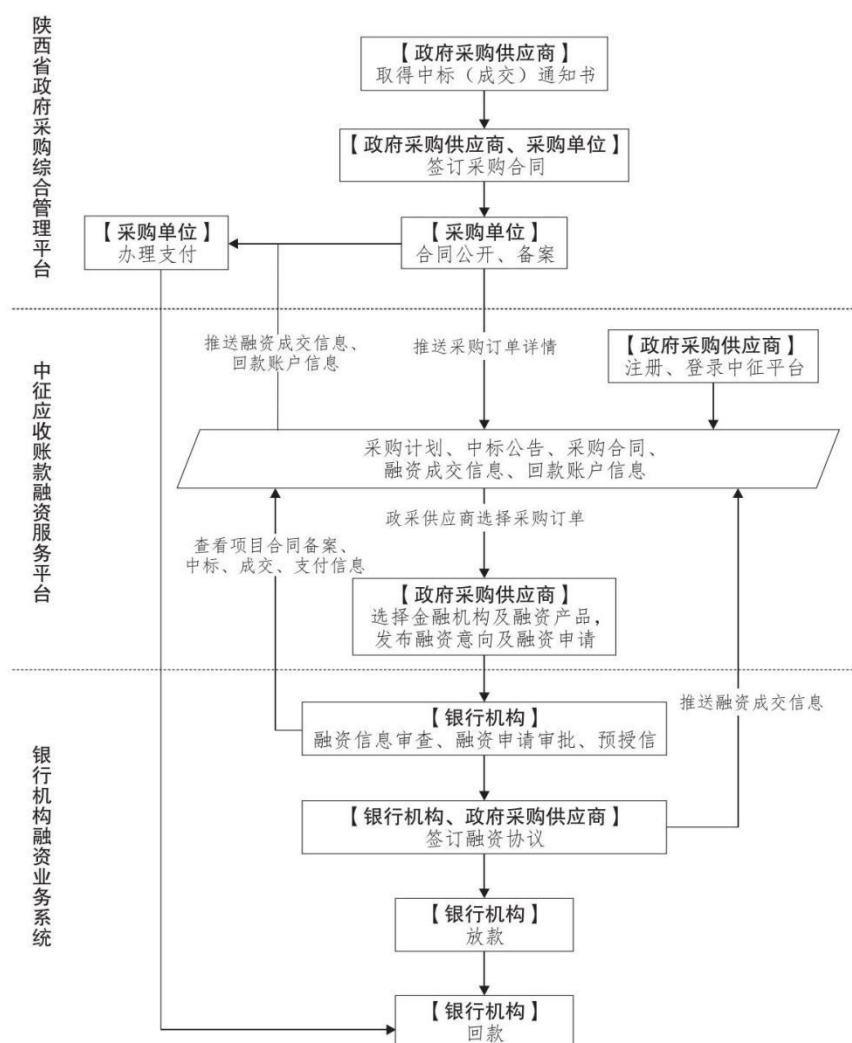 陕西省政府采购综合管理平台
【政府采购供应商】
取得中标（成交）通知书
【政府采购供应商、采购单位】
签订采购合同
【采购单位】
办理支付
【采购单位】
合同公开、备案
中征应收账款融资服务平台
推送融资成交信息、
回款账户信息
推送采购订单详情
【政府采购供应商】
注册、登录中征平台
采购计划、中标公告、采购合同、
融资成交信息、回款账户信息
政采供应商选择采购订单
查看项目合同备案、
中标、成交、支付信息
【政府采购供应商】
选择金融机构及融资产品，
发布融资意向及融资申请
银行机构融资业务系统
【银行机构】
融资信息审查、融资申请审批、预授信
推送融资成交信息
【银行机构、政府采购供应商】
签订融资协议
【银行机构】
放款
【银行机构】
回款